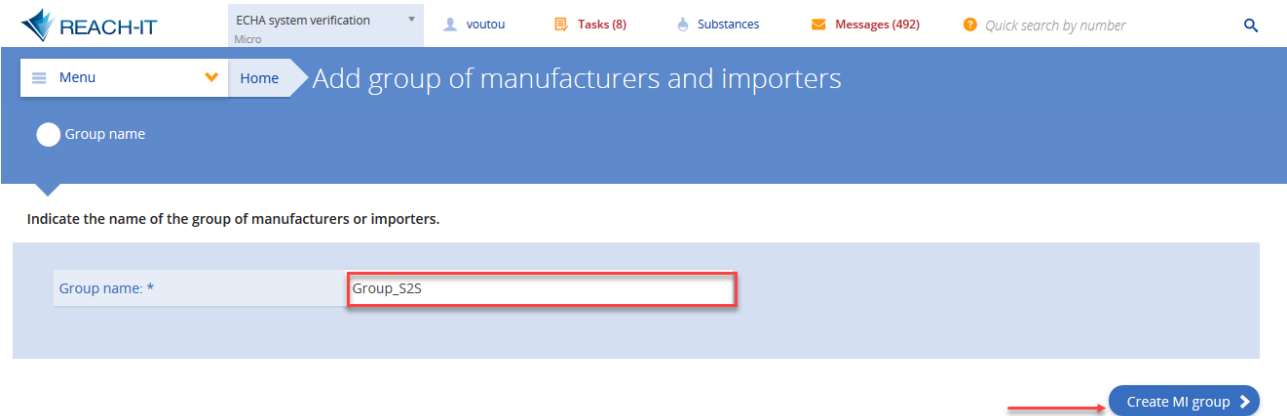 REACH-IT
ECHA system verification
Micro
voutou
Tasks (8)
Substances
Messages (492)
? Quick search by number
Menu
Home
Add group of manufacturers and importers
Group name
Indicate the name of the group of manufacturers or importers.
Group name: * Group_S2S
Create MI group